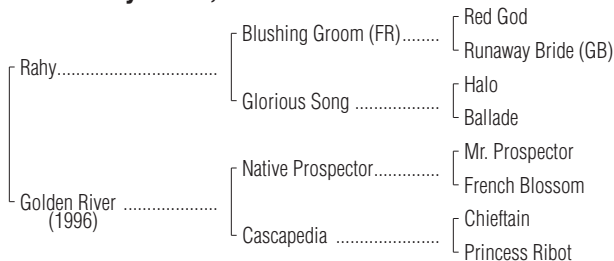 Red God
Blushing Groom (FR)........
Runaway Bride (GB)
Rahy..................................
Halo
Glorious Song ..................
Ballade
Mr. Prospector
Native Prospector..............
French Blossom
Golden River ....................
(1996)
Chieftain
Cascapedia ......................
Princess Ribot